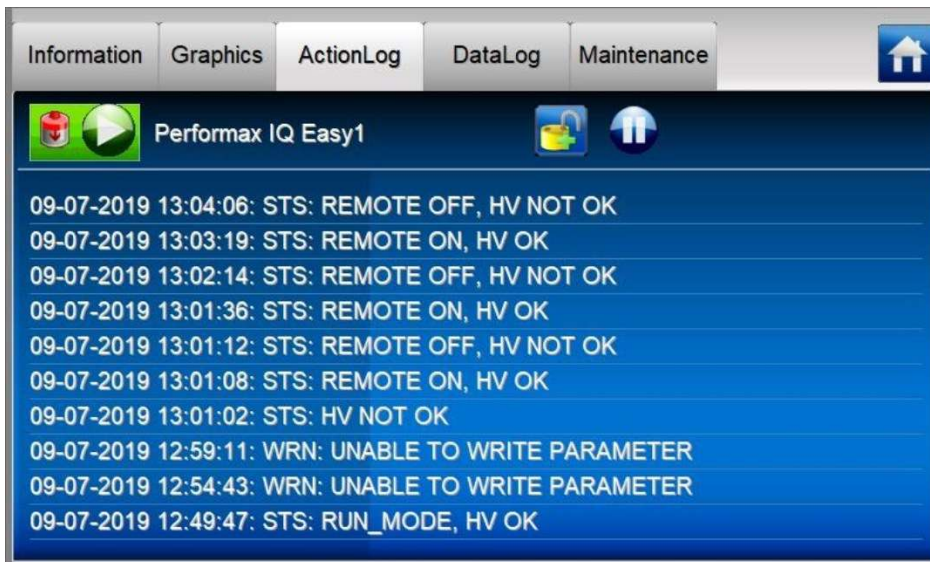 Information Graphics ActionLog DataLog Maintenance
Performax IQ Easy1
09-07-2019 13:04:06: STS: REMOTE OFF, HV NOT OK
09-07-2019 13:03:19: STS: REMOTE ON, HV OK
09-07-2019 13:02:14: STS: REMOTE OFF, HV NOT OK
09-07-2019 13:01:36: STS: REMOTE ON, HV OK
09-07-2019 13:01:12: STS: REMOTE OFF, HV NOT OK
09-07-2019 13:01:08: STS: REMOTE ON, HV OK
09-07-2019 13:01:02: STS: HV NOT OK
09-07-2019 12:59:11: WRN: UNABLE TO WRITE PARAMETER
09-07-2019 12:54:43: WRN: UNABLE TO WRITE PARAMETER
09-07-2019 12:49:47: STS: RUN_MODE, HV OK